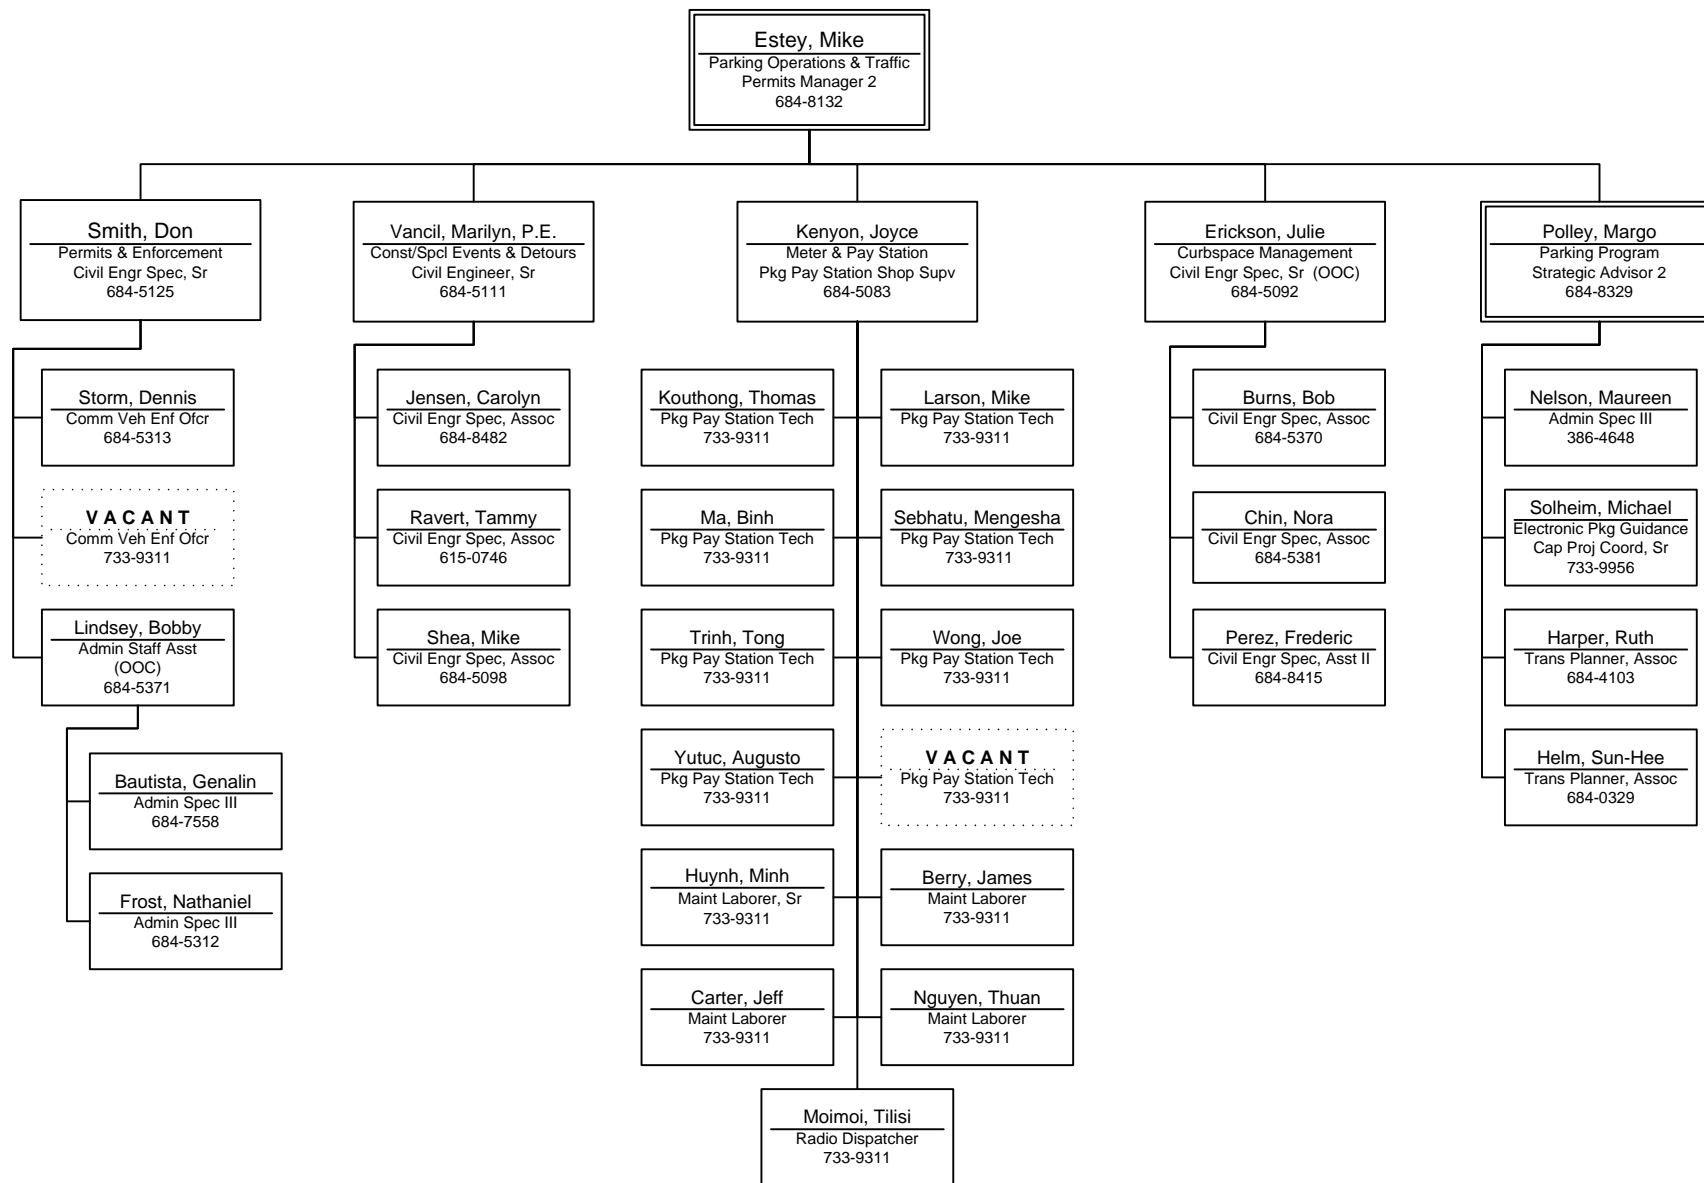 Estey, Mike
Parking Operations & Traffic
Permits Manager 2
684-8132
Smith, Don
Permits & Enforcement
Civil Engr Spec, Sr
684-5125
Vancil, Marilyn, P.E.
Const/Spcl Events & Detours
Civil Engineer, Sr
684-5111
Kenyon, Joyce
Meter & Pay Station
Pkg Pay Station Shop Supv
684-5083
Erickson, Julie
Curbspace Management
Civil Engr Spec, Sr (OOC)
684-5092
Polley, Margo
Parking Program
Strategic Advisor 2
684-8329
Storm, Dennis
Comm Veh Enf Ofcr
684-5313
VACANT
Comm Veh Enf Ofcr
733-9311
Lindsey, Bobby
Admin Staff Asst
(OOC)
684-5371
Bautista, Genalin
Admin Spec III
684-7558
Frost, Nathaniel
Admin Spec III
684-5312
Jensen, Carolyn
Civil Engr Spec, Assoc
684-8482
Ravert, Tammy
Civil Engr Spec, Assoc
615-0746
Shea, Mike
Civil Engr Spec, Assoc
684-5098
Kouthong, Thomas
Pkg Pay Station Tech
733-9311
Larson, Mike
Pkg Pay Station Tech
733-9311
Ma, Binh
Pkg Pay Station Tech
733-9311
Sebhatu, Mengesha
Pkg Pay Station Tech
733-9311
Trinh, Tong
Pkg Pay Station Tech
733-9311
Wong, Joe
Pkg Pay Station Tech
733-9311
Yutuc, Augusto
Pkg Pay Station Tech
733-9311
VACANT
Pkg Pay Station Tech
733-9311
Huynh, Minh
Maint Laborer, Sr
733-9311
Berry, James
Maint Laborer
733-9311
Carter, Jeff
Maint Laborer
733-9311
Nguyen, Thuan
Maint Laborer
733-9311
Moimoi, Tilisi
Radio Dispatcher
733-9311
Burns, Bob
Civil Engr Spec, Assoc
684-5370
Chin, Nora
Civil Engr Spec, Assoc
684-5381
Perez, Frederic
Civil Engr Spec, Asst II
684-8415
Nelson, Maureen
Admin Spec III
386-4648
Solheim, Michael
Electronic Pkg Guidance
Cap Proj Coord, Sr
733-9956
Harper, Ruth
Trans Planner, Assoc
684-4103
Helm, Sun-Hee
Trans Planner, Assoc
684-0329